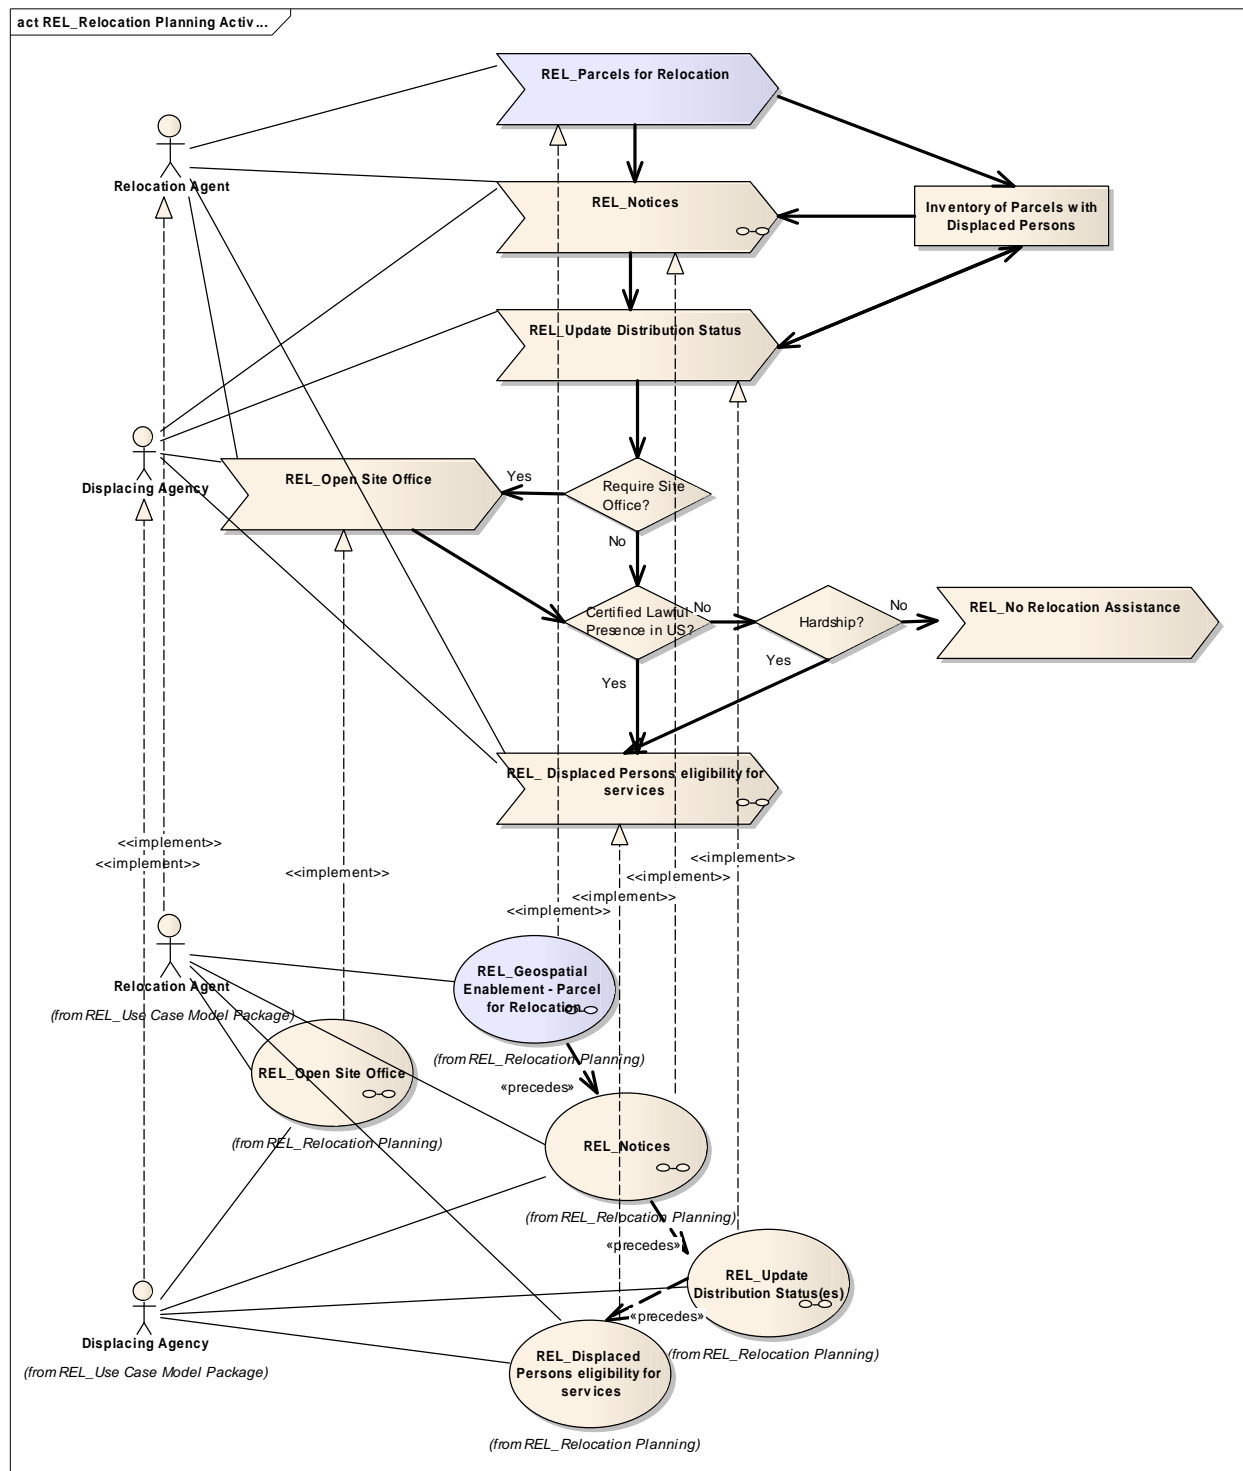 act REL_Relocation Planning Activ...
REL_Parcels for Relocation
Relocation Agent
REL_Notices
Inventory of Parcels with
Displaced Persons
REL_Update Distribution Status
Displacing Agency
REL_Open Site Office
Yes
Require Site
Office?
No
Certified Lawful
Presence in US?
No
Hardship?
No
REL_No Relocation Assistance
Yes
Yes
REL_ Displaced Persons eligibility for
services
<<implement>>
<<implement>>
<<implement>>
<<implement>>
<<implement>>
<<implement>>
<<implement>>
Relocation Agent
(from REL_Use Case Model Package)
REL_Geospatial
Enablement - Parcel
for Relocation
(from REL_Relocation Planning)
REL_Open Site Office
(from REL_Relocation Planning)
«precedes»
REL_Notices
(from REL_Relocation Planning)
«precedes»
REL_Update
Distribution Status(es)
(from REL_Relocation Planning)
«precedes»
Displacing Agency
(from REL_Use Case Model Package)
REL_Displaced
Persons eligibility for
services
(from REL_Relocation Planning)